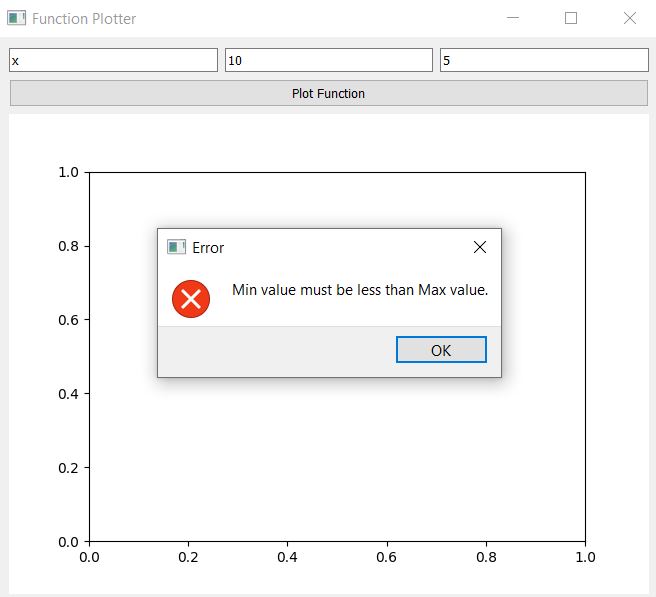 Function Plotter
x 10 5
Plot Function
1.0
Error
0.8
Min value must be less than Max value.
0.6
OK
0.4
0.2
0.0
0.0 0.2 0.4 0.6 0.8 1.0